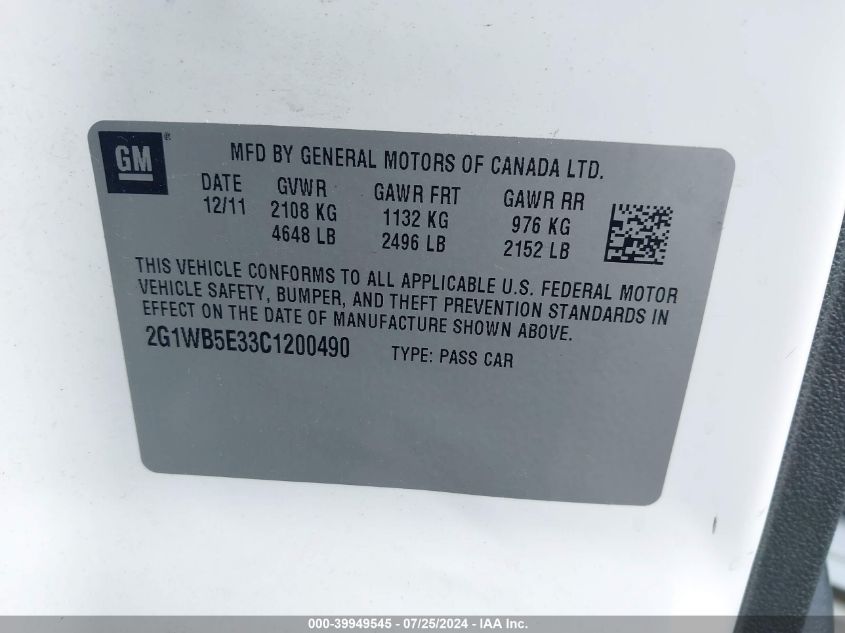 GM®
MFD BY GENERAL MOTORS OF CANADA LTD.
DATE GVWR GAWR FRT GAWR RR
12/11 2108 KG 1132 KG 976 KG
4648 LB 2496 LB 2152 LB
THIS VEHICLE CONFORMS TO ALL APPLICABLE U.S. FEDERAL MOTOR
VEHICLE SAFETY, BUMPER, AND THEFT PREVENTION STANDARDS IN
EFFECT ON THE DATE OF MANUFACTURE SHOWN ABOVE.
2G1WB5E33C1200490 TYPE: PASS CAR
000-39949545 - 07/25/2024 - IAA Inc.